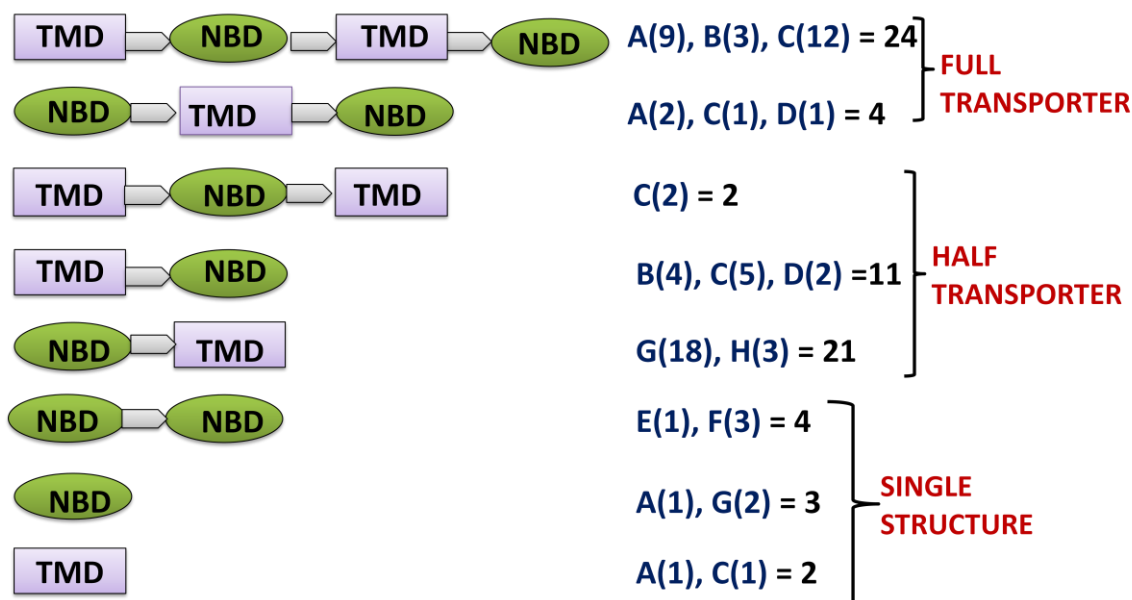 TMD NBD TMD NBD A(9), B(3), C(12) = 24
FULL
TRANSPORTER
NBD TMD NBD A(2), C(1), D(1) = 4
TMD NBD TMD C(2) = 2
TMD NBD B(4), C(5), D(2) =11
HALF
TRANSPORTER
NBD TMD G(18), H(3) = 21
NBD NBD E(1), F(3) = 4
NBD A(1), G(2) = 3
SINGLE
STRUCTURE
TMD A(1), C(1) = 2